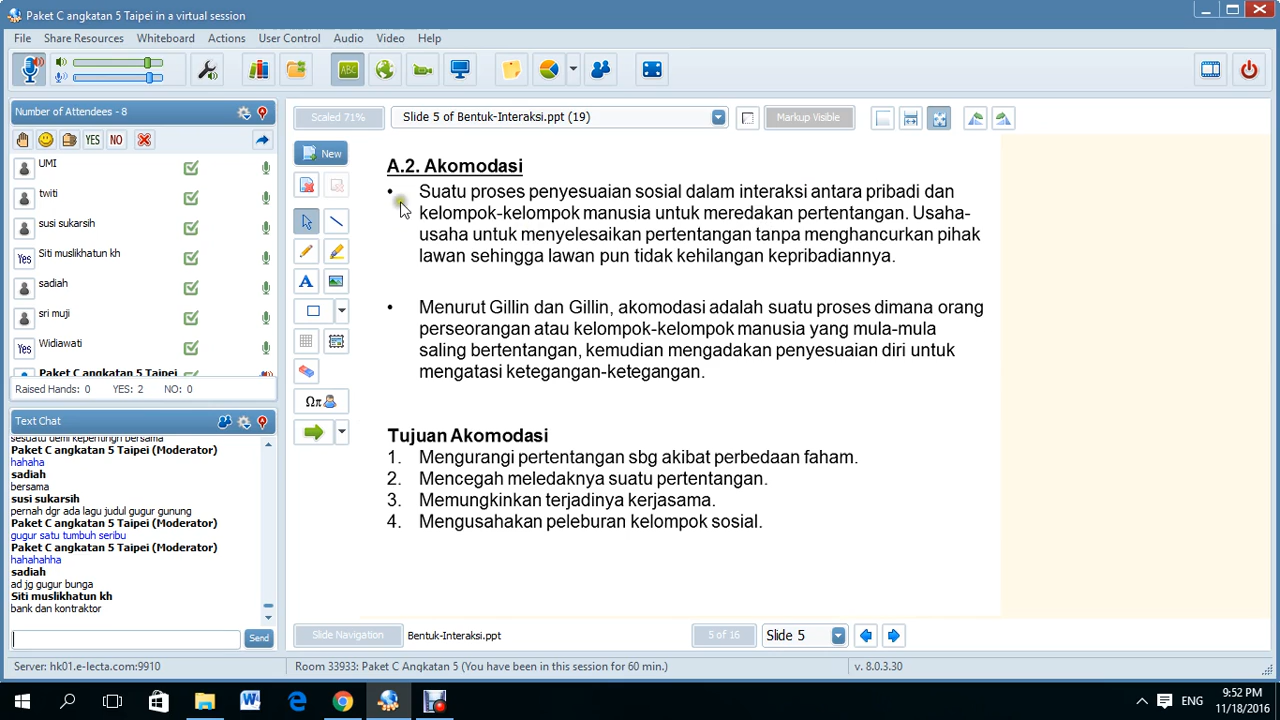 Paket C angkatan 5 Taipei in a virtual session
File Share Resources Whiteboard Actions User Control Audio Video Help
Number of Attendees - 8
YES NO
UMI
twiti
susi sukarsih
Yes Siti muslikhatun kh
sadiah
sri muji
Yes Widiawati
Paket C angkatan 5 Taipei
Raised Hands: 0 YES: 2 NO: 0
Text Chat
sesuatu demi kepentingn bersama
Paket C angkatan 5 Taipei (Moderator)
hahaha
sadiah
bersama
susi sukarsih
pernah dgr ada lagu judul gugur gunung
Paket C angkatan 5 Taipei (Moderator)
gugur satu tumbuh seribu
Paket C angkatan 5 Taipei (Moderator)
hahahahha
sadiah
ad jg gugur bunga
Siti muslikhatun kh
bank dan kontraktor
Send
Scaled 71%
Slide 5 of Bentuk-Interaksi.ppt (19)
Markup Visible
New
ABC
A
Ωπ
A.2. Akomodasi
• Suatu proses penyesuaian sosial dalam interaksi antara pribadi dan
kelompok-kelompok manusia untuk meredakan pertentangan. Usaha-
usaha untuk menyelesaikan pertentangan tanpa menghancurkan pihak
lawan sehingga lawan pun tidak kehilangan kepribadiannya.
• Menurut Gillin dan Gillin, akomodasi adalah suatu proses dimana orang
perseorangan atau kelompok-kelompok manusia yang mula-mula
saling bertentangan, kemudian mengadakan penyesuaian diri untuk
mengatasi ketegangan-ketegangan.
Tujuan Akomodasi
1. Mengurangi pertentangan sbg akibat perbedaan faham.
2. Mencegah meledaknya suatu pertentangan.
3. Memungkinkan terjadinya kerjasama.
4. Mengusahakan peleburan kelompok sosial.
Slide Navigation Bentuk-Interaksi.ppt 5 of 16 Slide 5
Server: hk01.e-lecta.com:9910 Room 33933: Paket C Angkatan 5 (You have been in this session for 60 min.) v. 8.0.3.30
ENG
9:52 PM
11/18/2016